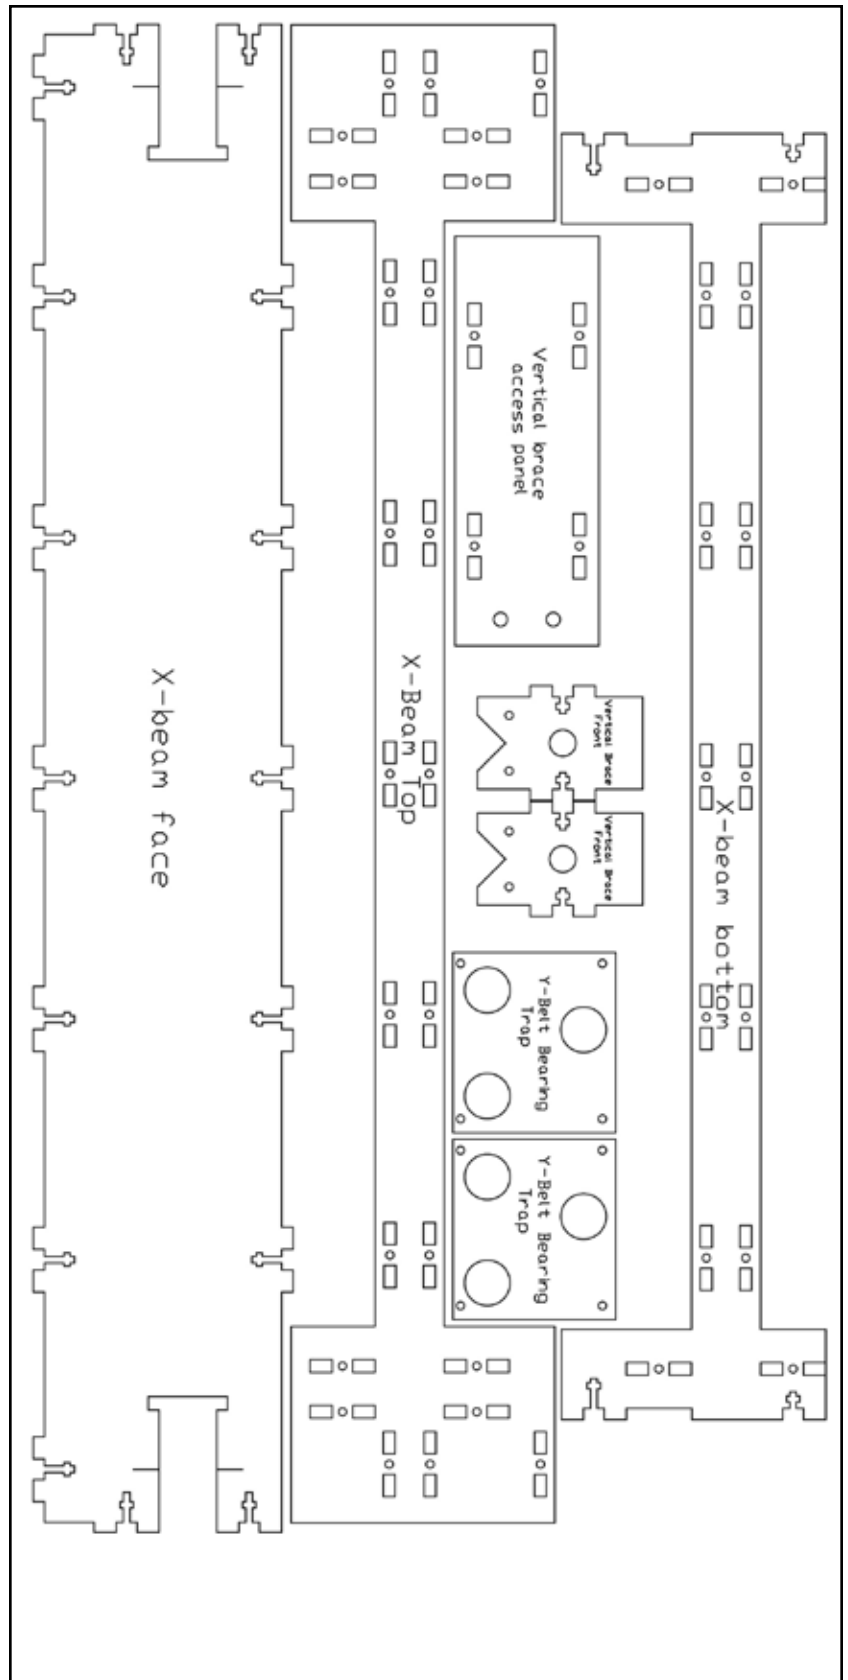 X-beam face
X-Beam Top
Vertical brace
access panel
Vertical Brace
Front
Vertical Brace
Front
Y-Belt Bearing
Trap
Y-Belt Bearing
Trap
X-beam bottom